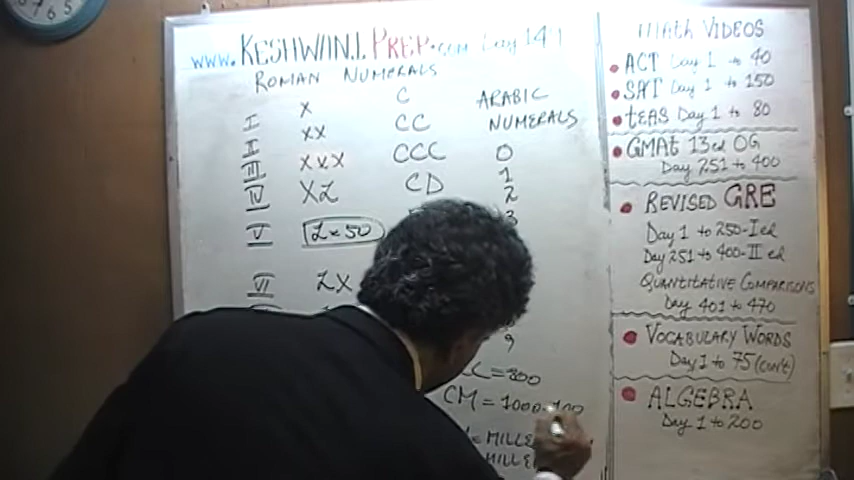 www. KESHWANI PREP.com Day 149
ROMAN NUMERALS
I X C ARABIC
II XX CC NUMERALS
III XXX CCC 0
IV XL CD 1
2
V L=50 3
VI LX
9
CC=300
CM = 1000-100
= MILLE
MILLE
MATH VIDEOS
ACT Day 1 to 40
SAT Day 1 to 150
tEAS Day 1 to 80
GMAt 13ed OG
Day 251 to 400
REVISED GRE
Day 1 to 250-I ed
Day 251 to 400-II ed
QUANTITATIVE COMPARISONS
Day 401 to 470
VOCABULARY WORDS
Day 1 to 75 (con't)
ALGEBRA
Day 1 to 200